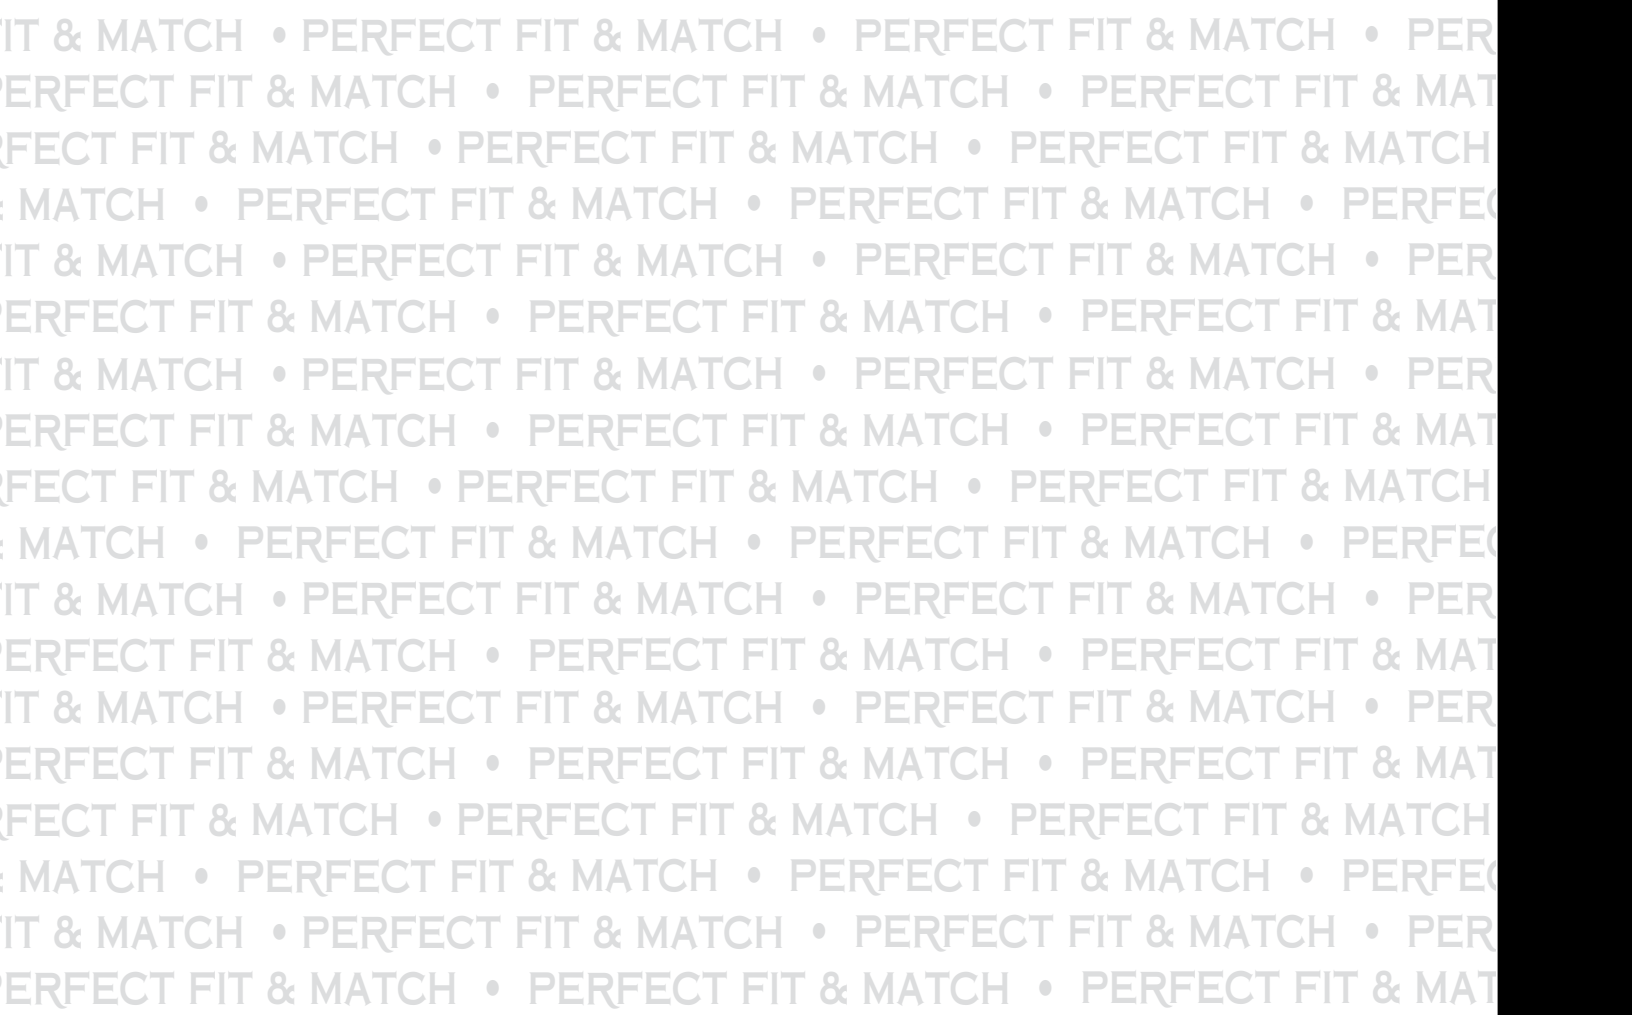 IT & MATCH • PERFECT FIT & MATCH • PERFECT FIT & MATCH • PER
ERFECT FIT & MATCH • PERFECT FIT & MATCH • PERFECT FIT & MAT
FECT FIT & MATCH • PERFECT FIT & MATCH • PERFECT FIT & MATCH
MATCH • PERFECT FIT & MATCH • PERFECT FIT & MATCH • PERFEC
IT & MATCH • PERFECT FIT & MATCH • PERFECT FIT & MATCH • PER
ERFECT FIT & MATCH • PERFECT FIT & MATCH • PERFECT FIT & MAT
IT & MATCH • PERFECT FIT & MATCH • PERFECT FIT & MATCH • PER
ERFECT FIT & MATCH • PERFECT FIT & MATCH • PERFECT FIT & MAT
FECT FIT & MATCH • PERFECT FIT & MATCH • PERFECT FIT & MATCH
MATCH • PERFECT FIT & MATCH • PERFECT FIT & MATCH • PERFEC
IT & MATCH • PERFECT FIT & MATCH • PERFECT FIT & MATCH • PER
ERFECT FIT & MATCH • PERFECT FIT & MATCH • PERFECT FIT & MAT
IT & MATCH • PERFECT FIT & MATCH • PERFECT FIT & MATCH • PER
ERFECT FIT & MATCH • PERFECT FIT & MATCH • PERFECT FIT & MAT
FECT FIT & MATCH • PERFECT FIT & MATCH • PERFECT FIT & MATCH
MATCH • PERFECT FIT & MATCH • PERFECT FIT & MATCH • PERFEC
IT & MATCH • PERFECT FIT & MATCH • PERFECT FIT & MATCH • PER
ERFECT FIT & MATCH • PERFECT FIT & MATCH • PERFECT FIT & MAT